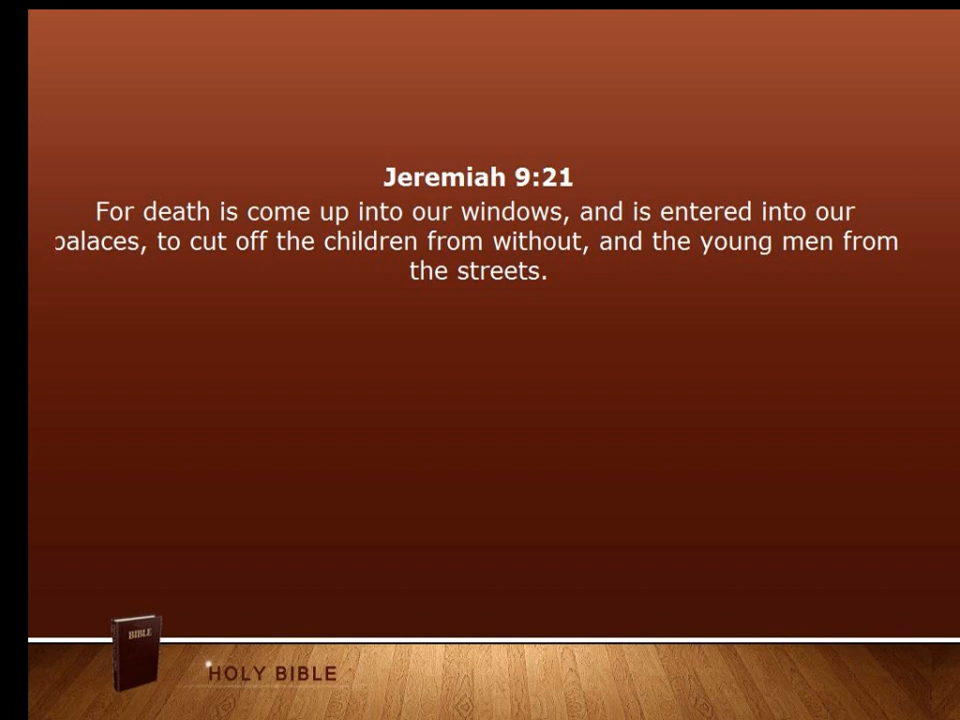 Jeremiah 9:21
For death is come up into our windows, and is entered into our
palaces, to cut off the children from without, and the young men from
the streets.
BIBLE
HOLY BIBLE